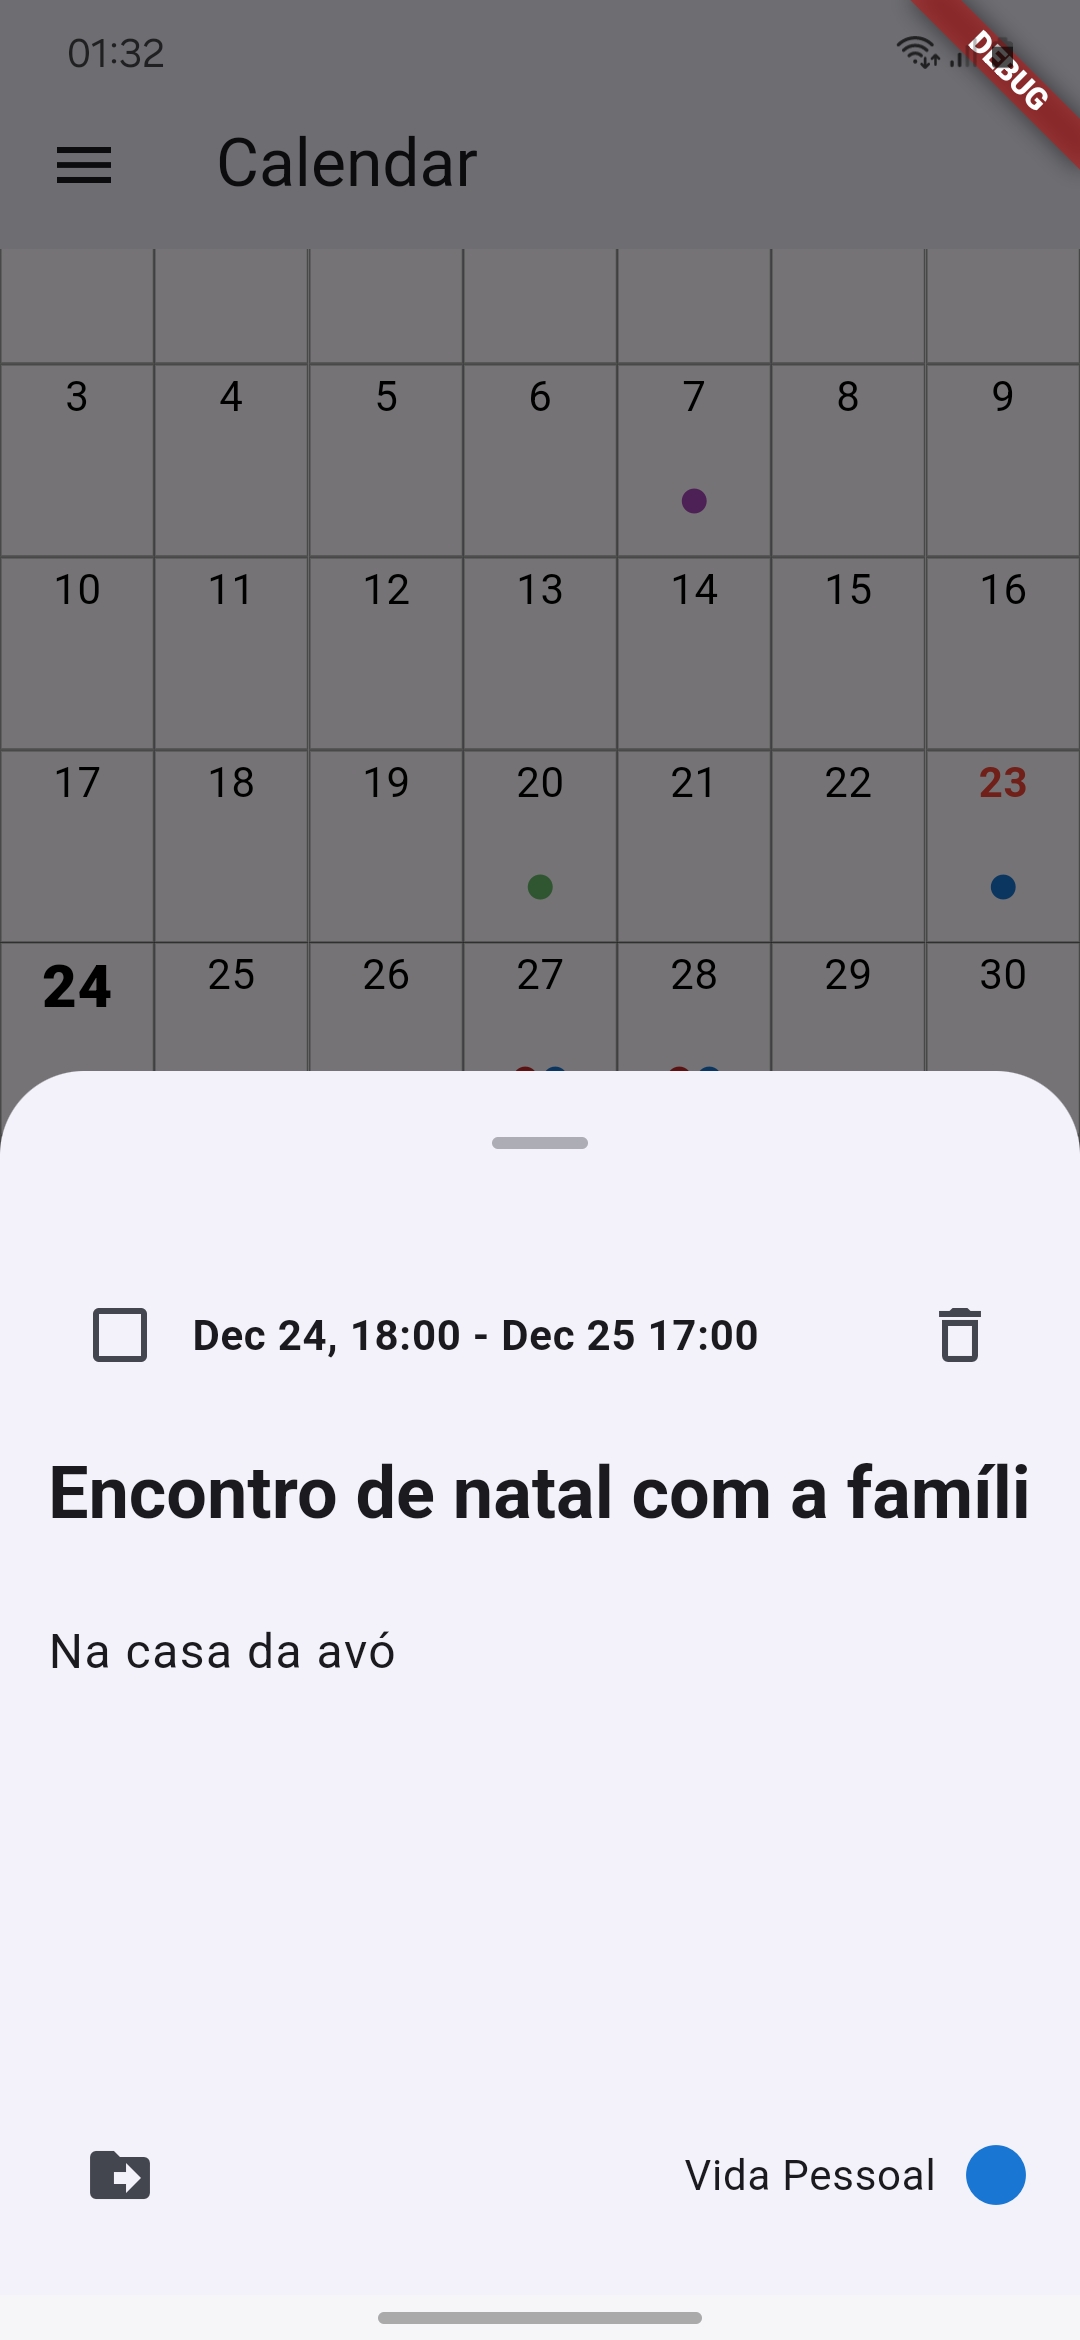 01:32
DEBUG
Calendar
3 4 5 6 7 8 9
10 11 12 13 14 15 16
17 18 19 20 21 22 23
24 25 26 27 28 29 30
Dec 24, 18:00 - Dec 25 17:00
Encontro de natal com a famíli
Na casa da avó
Vida Pessoal